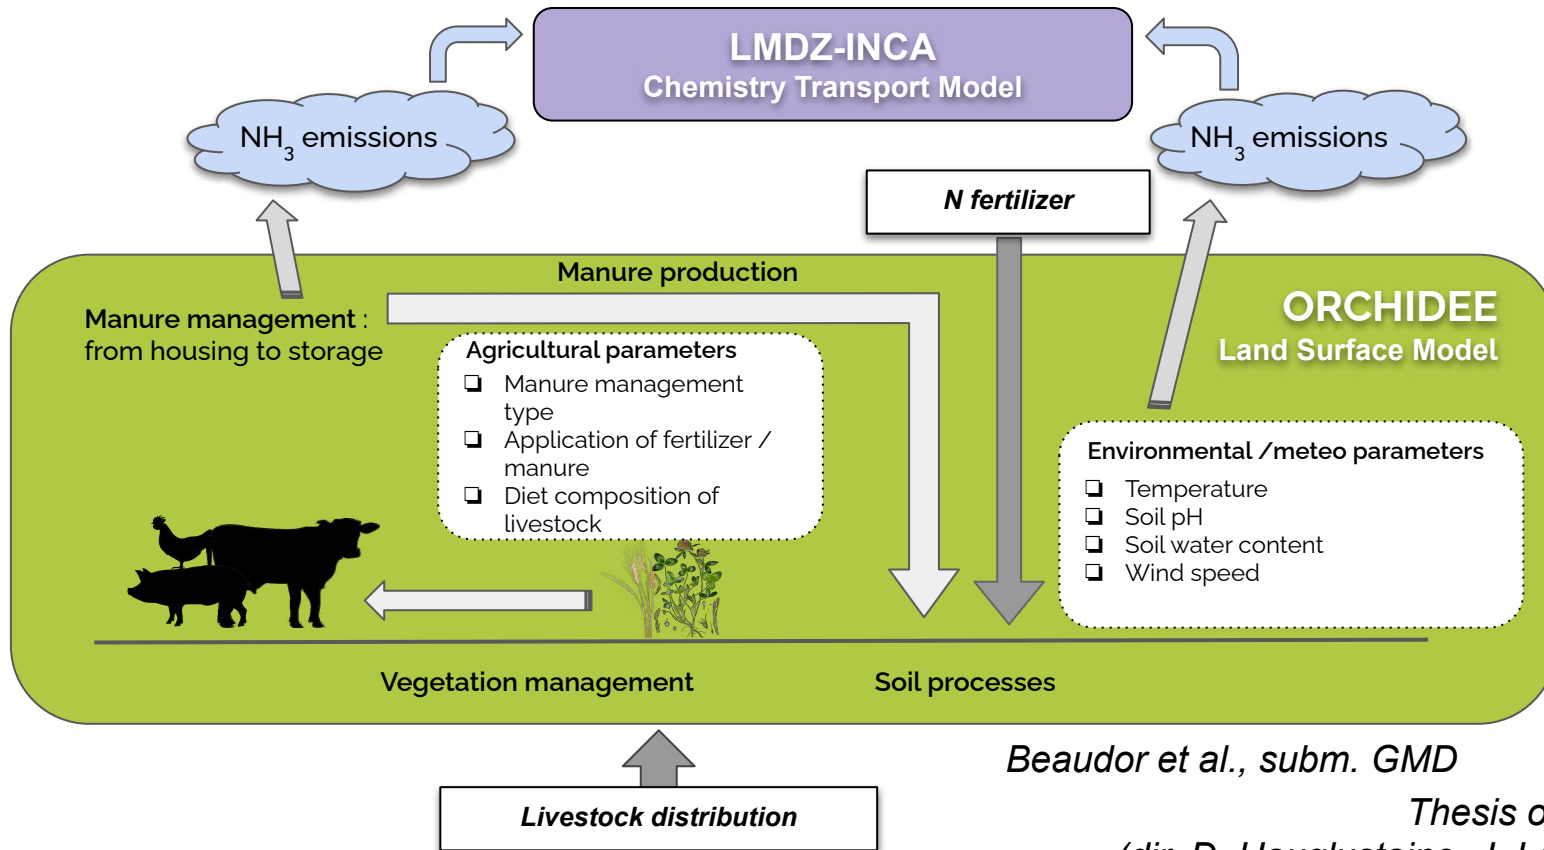 LMDZ-INCA
Chemistry Transport Model
NH3 emissions
NH3 emissions
N fertilizer
Manure production
ORCHIDEE
Land Surface Model
Manure management :
from housing to storage
Agricultural parameters
❏ Manure management
type
❏ Application of fertilizer /
manure
❏ Diet composition of
livestock
Environmental /meteo parameters
❏ Temperature
❏ Soil pH
❏ Soil water content
❏ Wind speed
Vegetation management
Soil processes
Livestock distribution
Beaudor et al., subm. GMD
Thesis
(dir. D. Hauglustaine,